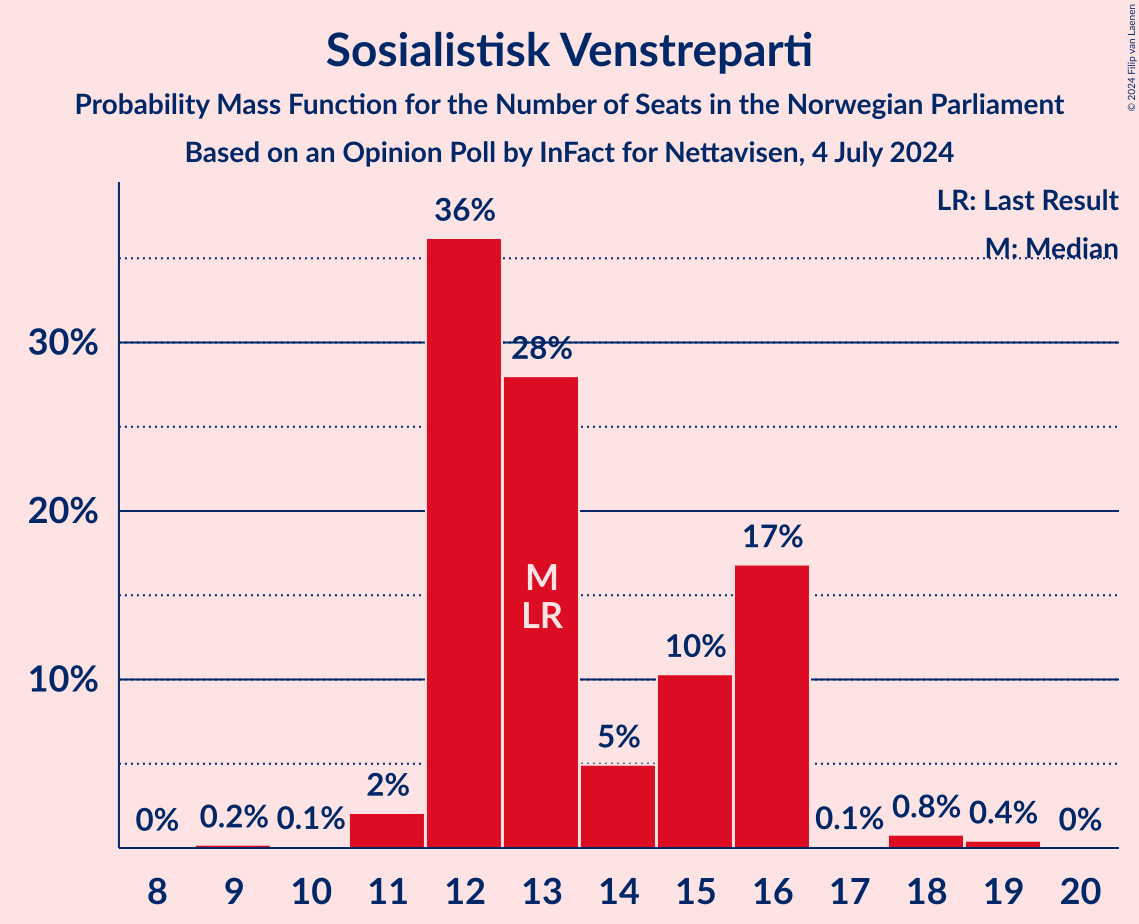 Sosialistisk Venstreparti
Probability Mass Function for the Number of Seats in the Norwegian Parliament
Based on an Opinion Poll by InFact for Nettavisen, 4 July 2024
© 2024 Filip van Laenen
LR: Last Result
M: Median
30%
20%
10%
0%
0.2%
0.1%
2%
36%
28%
5%
10%
17%
0.1%
0.8%
0.4%
0%
M
LR
8 9 10 11 12 13 14 15 16 17 18 19 20